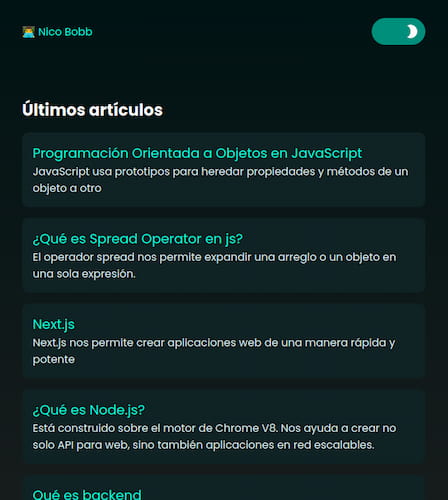 Nico Bobb
Últimos artículos
Programación Orientada a Objetos en JavaScript
JavaScript usa prototipos para heredar propiedades y métodos de un
objeto a otro
¿Qué es Spread Operator en js?
El operador spread nos permite expandir una arreglo o un objeto en
una sola expresión.
Next.js
Next.js nos permite crear aplicaciones web de una manera rápida y
potente
¿Qué es Node.js?
Está construido sobre el motor de Chrome V8. Nos ayuda a crear no
solo API para web, sino también aplicaciones en red escalables.
Qué es backend